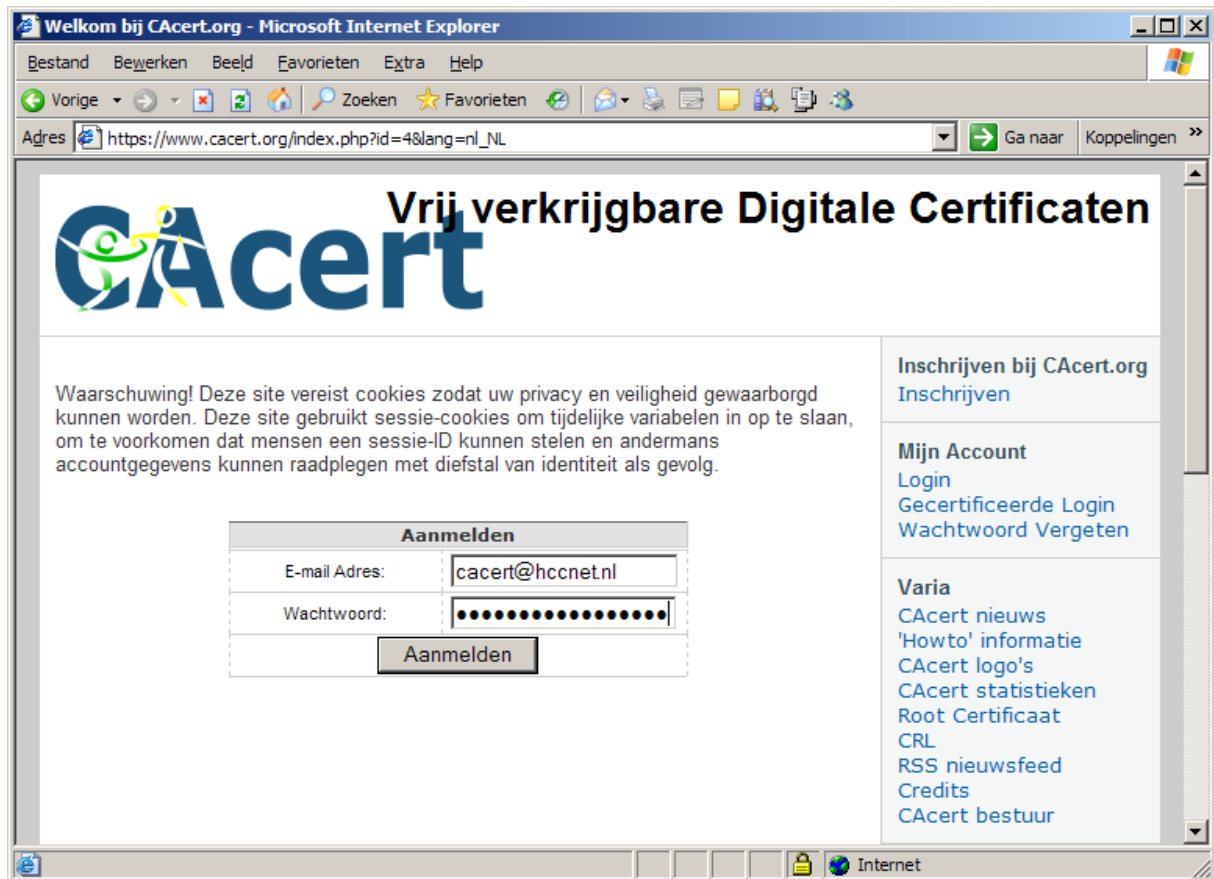 Welkom bij CAcert.org - Microsoft Internet Explorer
Bestand Bewerken Beeld Favorieten Extra Help
Vorige Zoeken Favorieten
Adres https://www.cacert.org/index.php?id=4&lang=nl_NL Ga naar Koppelingen »
Vrij verkrijgbare Digitale Certificaten
CAcert
Waarschuwing! Deze site vereist cookies zodat uw privacy en veiligheid gewaarborgd
kunnen worden. Deze site gebruikt sessie-cookies om tijdelijke variabelen in op te slaan,
om te voorkomen dat mensen een sessie-ID kunnen stelen en andermans
accountgegevens kunnen raadplegen met diefstal van identiteit als gevolg.
Aanmelden
E-mail Adres: cacert@hccnet.nl
Wachtwoord: ●●●●●●●●●●●●●●●●●
Aanmelden
Inschrijven bij CAcert.org
Inschrijven
Mijn Account
Login
Gecertificeerde Login
Wachtwoord Vergeten
Varia
CAcert nieuws
'Howto' informatie
CAcert logo's
CAcert statistieken
Root Certificaat
CRL
RSS nieuwsfeed
Credits
CAcert bestuur
Internet